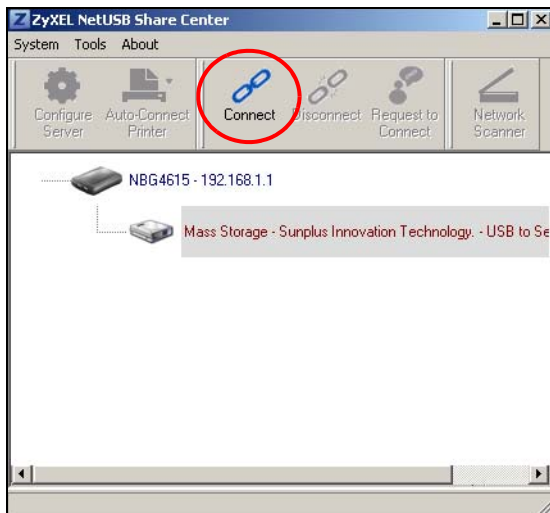 ZyXEL NetUSB Share Center
System Tools About
Configure Server
Auto-Connect Printer
Connect
Disconnect
Request to Connect
Network Scanner
NBG4615 - 192.168.1.1
Mass Storage - Sunplus Innovation Technology. - USB to Se